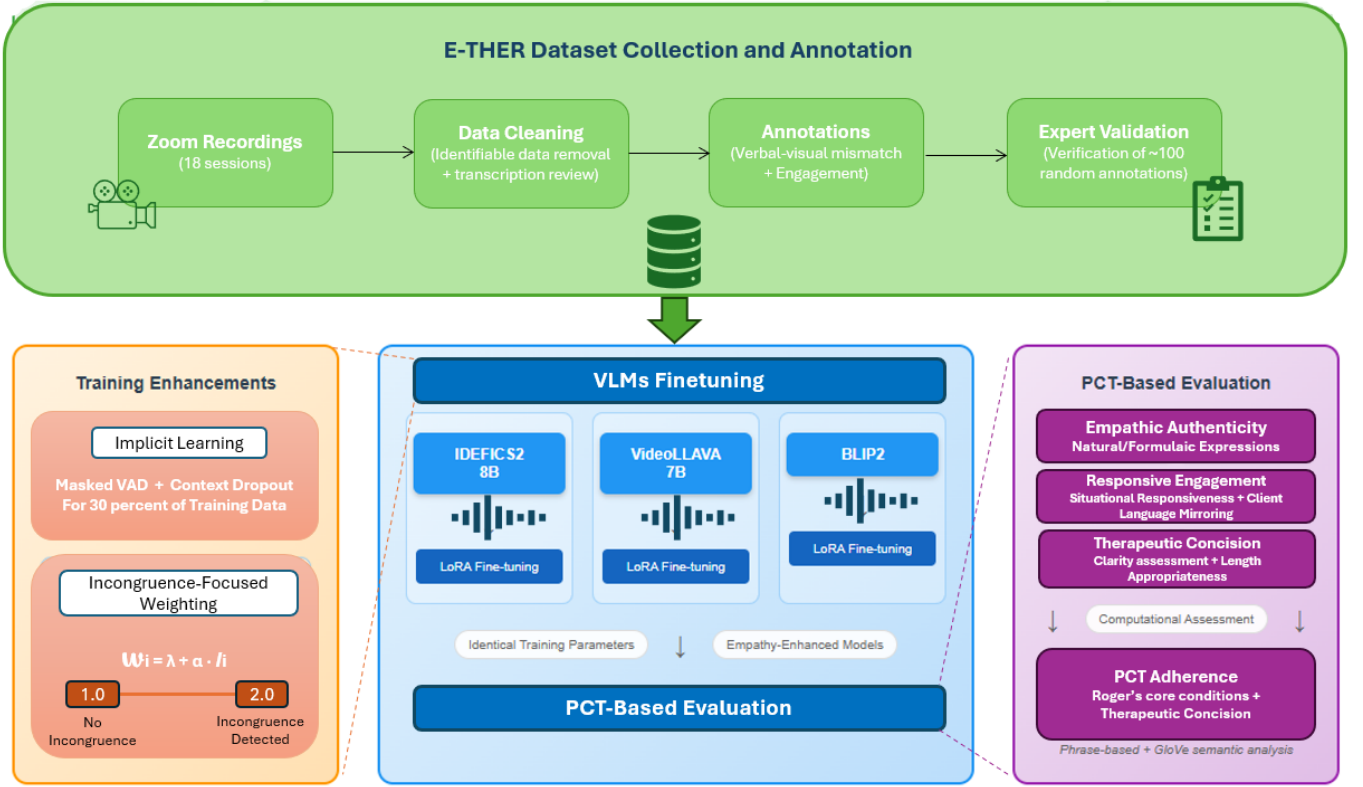 E-THER Dataset Collection and Annotation
Zoom Recordings
(18 sessions)
Data Cleaning
(Identifiable data removal
+ transcription review)
Annotations
(Verbal-visual mismatch
+ Engagement)
Expert Validation
(Verification of ~100
random annotations)
Training Enhancements
Implicit Learning
Masked VAD + Context Dropout
For 30 percent of Training Data
Incongruence-Focused
Weighting
wi = λ + α · Ii
1.0
2.0
No
Incongruence
Incongruence
Detected
VLMs Finetuning
IDEFICS2
8B
LoRA Fine-tuning
VideoLLAVA
7B
LoRA Fine-tuning
BLIP2
LoRA Fine-tuning
Identical Training Parameters
Empathy-Enhanced Models
PCT-Based Evaluation
PCT-Based Evaluation
Empathic Authenticity
Natural/Formulaic Expressions
Responsive Engagement
Situational Responsiveness + Client
Language Mirroring
Therapeutic Concision
Clarity assessment + Length
Appropriateness
Computational Assessment
PCT Adherence
Roger's core conditions +
Therapeutic Concision
Phrase-based + GloVe semantic analysis